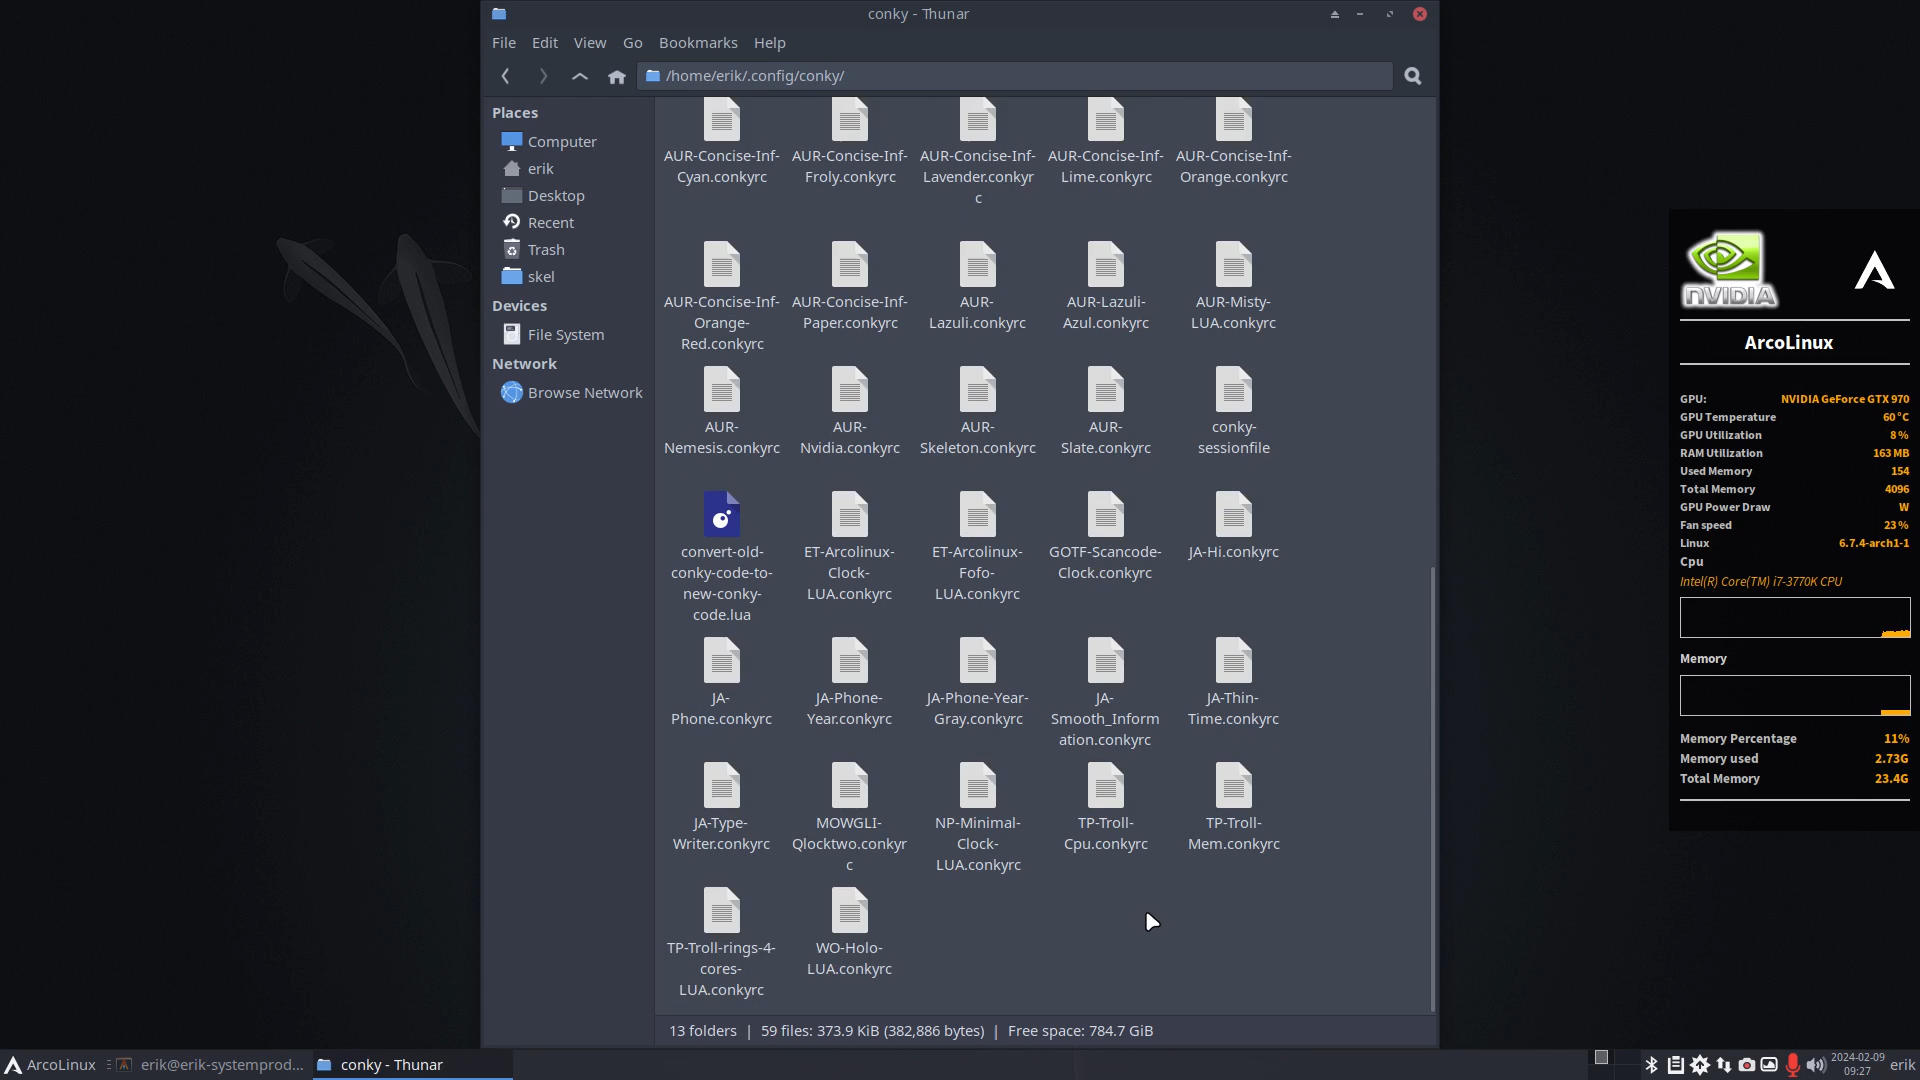 conky - Thunar
File Edit View Go Bookmarks Help
/home/erik/.config/conky/
Places
Computer
erik
Desktop
Recent
Trash
skel
Devices
File System
Network
Browse Network
AUR-Concise-Inf-
Cyan.conkyrc
AUR-Concise-Inf-
Froly.conkyrc
AUR-Concise-Inf-
Lavender.conkyr
c
AUR-Concise-Inf-
Lime.conkyrc
AUR-Concise-Inf-
Orange.conkyrc
AUR-Concise-Inf-
Orange-
Red.conkyrc
AUR-Concise-Inf-
Paper.conkyrc
AUR-
Lazuli.conkyrc
AUR-Lazuli-
Azul.conkyrc
AUR-Misty-
LUA.conkyrc
AUR-
Nemesis.conkyrc
AUR-
Nvidia.conkyrc
AUR-
Skeleton.conkyrc
AUR-
Slate.conkyrc
conky-
sessionfile
convert-old-
conky-code-to-
new-conky-
code.lua
ET-Arcolinux-
Clock-
LUA.conkyrc
ET-Arcolinux-
Fofo-
LUA.conkyrc
GOTF-Scancode-
Clock.conkyrc
JA-Hi.conkyrc
JA-
Phone.conkyrc
JA-Phone-
Year.conkyrc
JA-Phone-Year-
Gray.conkyrc
JA-
Smooth_Inform
ation.conkyrc
JA-Thin-
Time.conkyrc
JA-Type-
Writer.conkyrc
MOWGLI-
Qlocktwo.conkyr
c
NP-Minimal-
Clock-
LUA.conkyrc
TP-Troll-
Cpu.conkyrc
TP-Troll-
Mem.conkyrc
TP-Troll-rings-4-
cores-
LUA.conkyrc
WO-Holo-
LUA.conkyrc
13 folders | 59 files: 373.9 KiB (382,886 bytes) | Free space: 784.7 GiB
NVIDIA
ArcoLinux
GPU: NVIDIA GeForce GTX 970
GPU Temperature 60 °C
GPU Utilization 8 %
RAM Utilization 163 MB
Used Memory 154
Total Memory 4096
GPU Power Draw W
Fan speed 23 %
Linux 6.7.4-arch1-1
Cpu
Intel(R) Core(TM) i7-3770K CPU
Memory
Memory Percentage 11%
Memory used 2.73G
Total Memory 23.4G
ArcoLinux
erik@erik-systemprod...
conky - Thunar
2024-02-09
09:27
erik